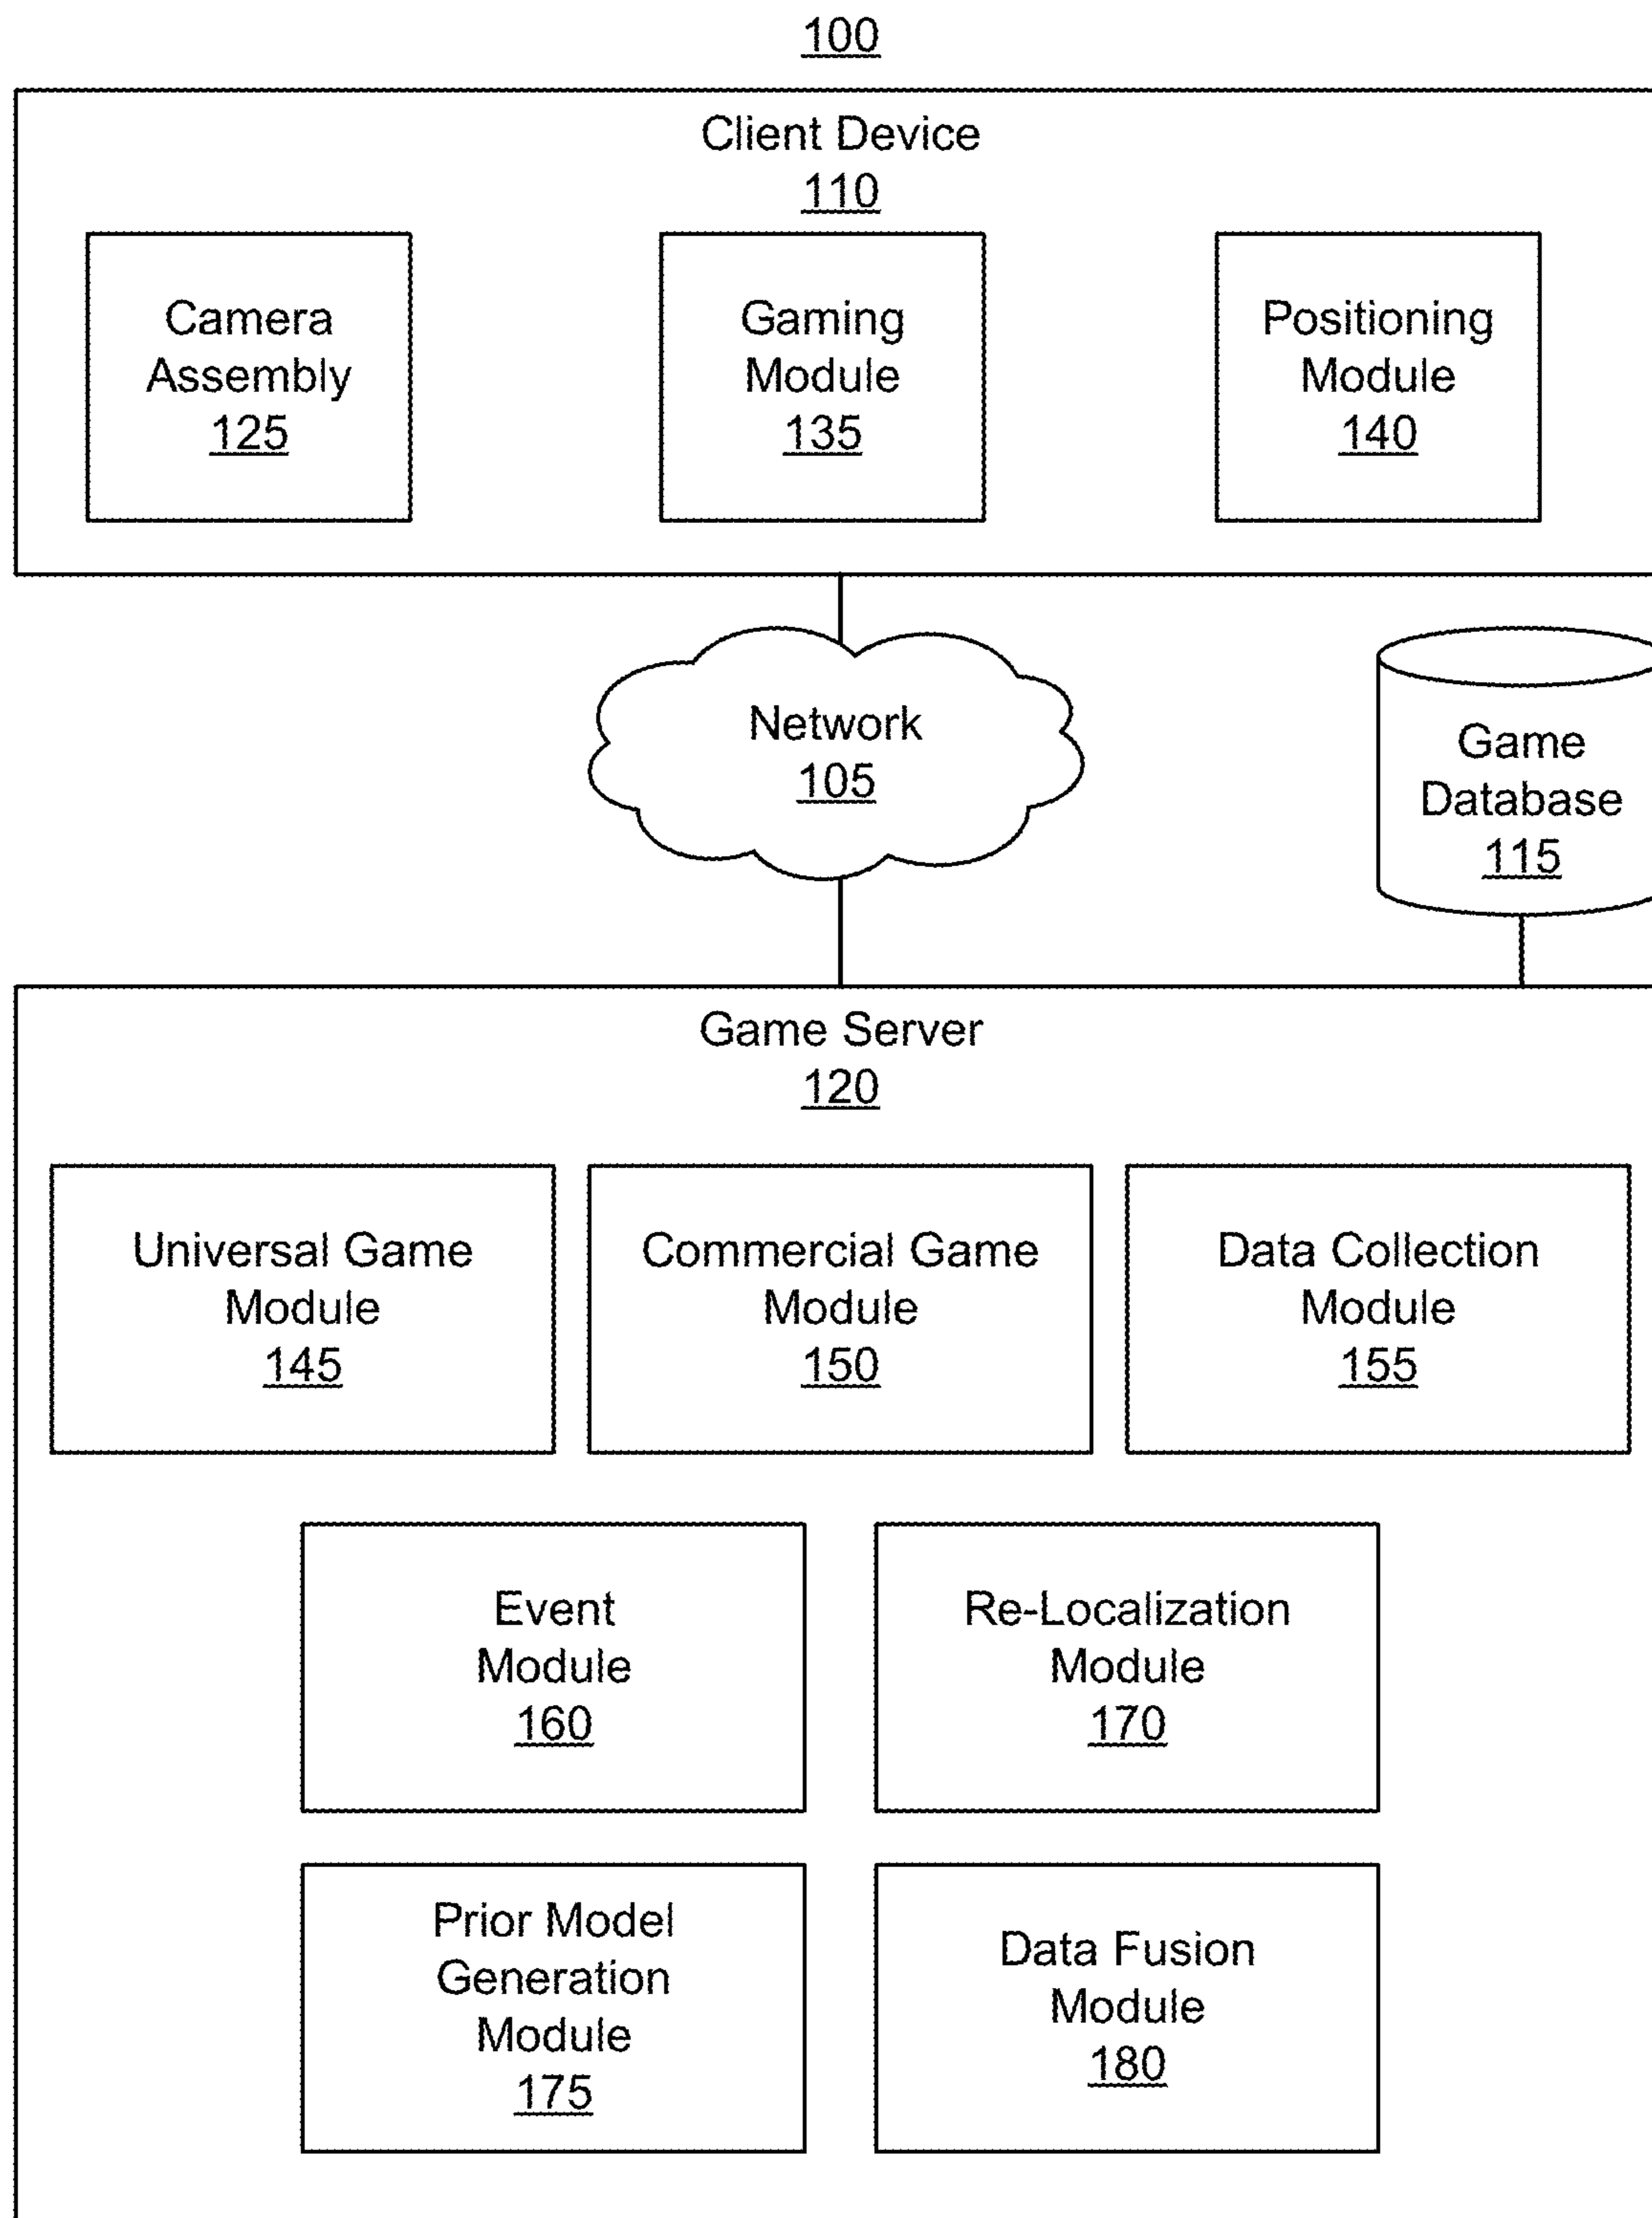 100
Client Device
110
Camera
Assembly
125
Gaming
Module
135
Positioning
Module
140
Network
105
Game
Database
115
Game Server
120
Universal Game
Module
145
Commercial Game
Module
150
Data Collection
Module
155
Event
Module
160
Re-Localization
Module
170
Prior Model
Generation
Module
175
Data Fusion
Module
180